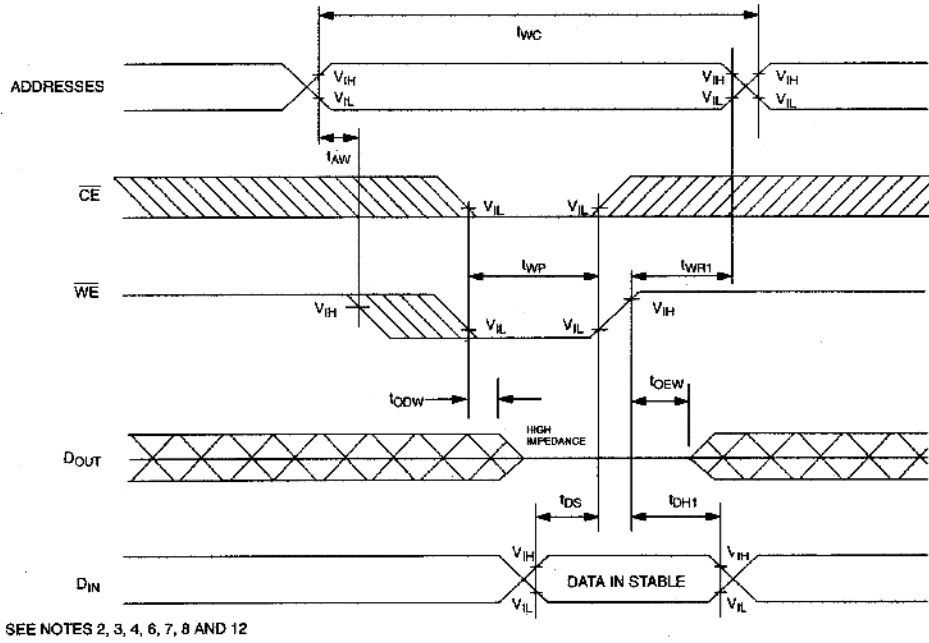 tWC
ADDRESSES
VIH
VIH
VIH
VIL
VIL
VIL
tAW
CE
VIL
VIL
tWP
tWR1
WE
VIH
VIL
VIL
VIH
tODW
tOEW
HIGH
IMPEDANCE
DOUT
tDS
tDH1
VIH
VIH
DIN
DATA IN STABLE
VIL
VIL
SEE NOTES 2, 3, 4, 6, 7, 8 AND 12